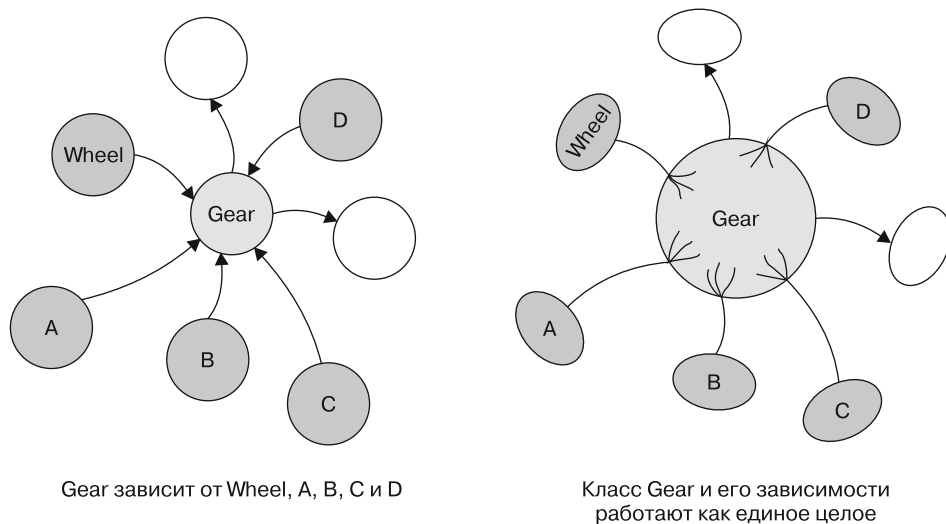 Wheel
D
Gear
A
B
C
Gear зависит от Wheel, A, B, C и D
Wheel
D
Gear
A
B
C
Класс Gear и его зависимости
работают как единое целое